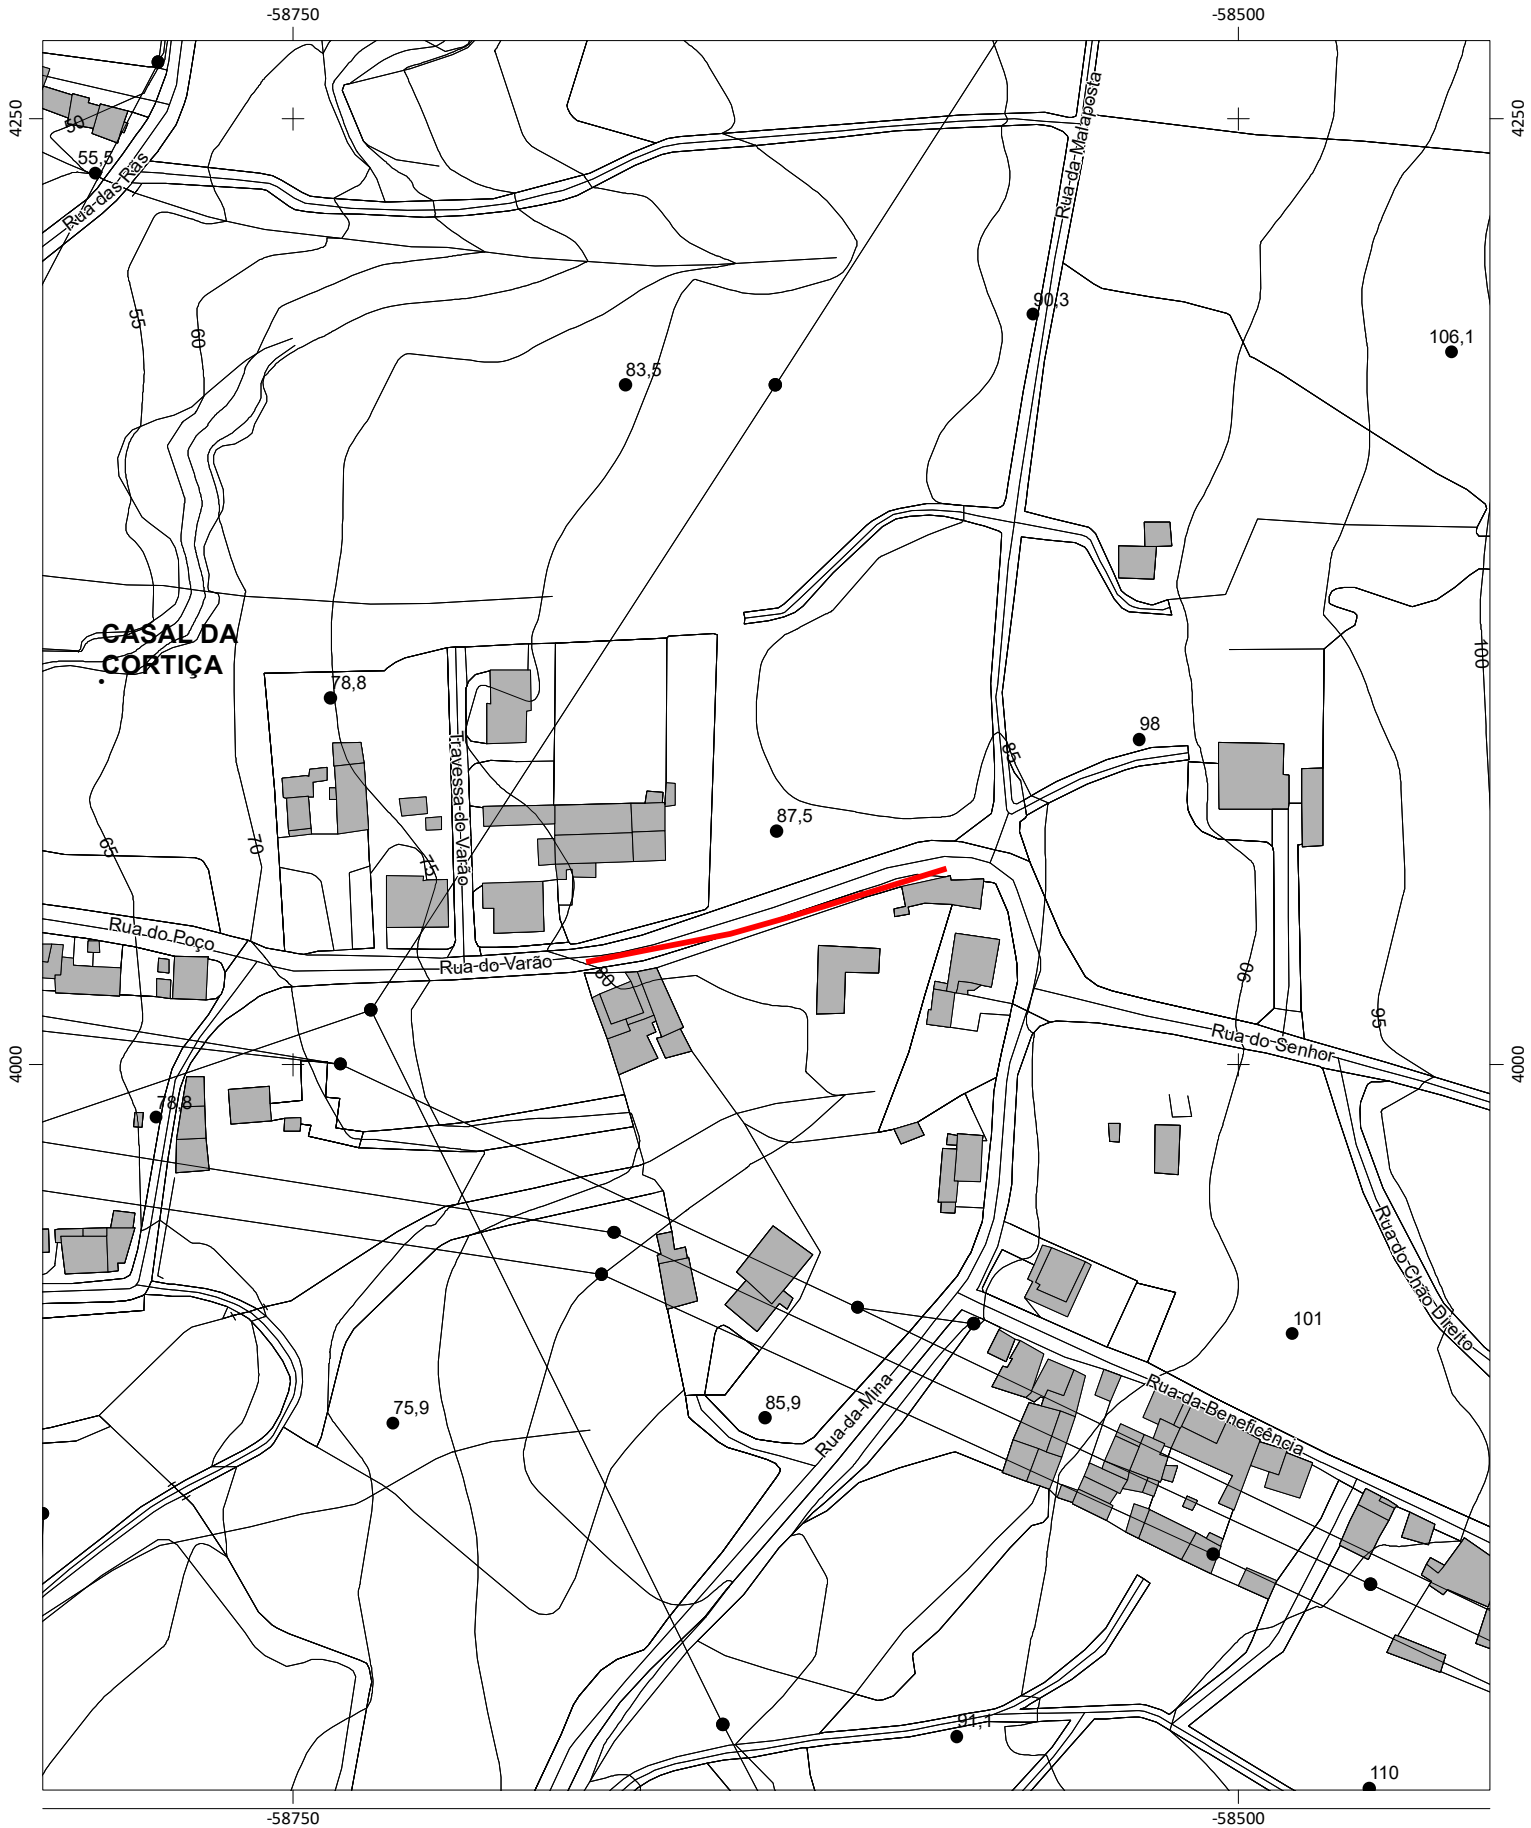 -58750
-58500
4250
4250
50
55,5
Rua das Rãs
Rua da Malaposta
90,3
55
60
106,1
83,5
CASAL DA
CORTIÇA
100
78,8
98
85
Travessa do Varão
87,5
65
70
75
Rua do Poço
Rua do Varão
80
90
95
Rua do Senhor
4000
4000
78,8
Rua do Chão Direito
101
Rua da Mina
Rua da Beneficência
75,9
85,9
91,1
110
-58750
-58500